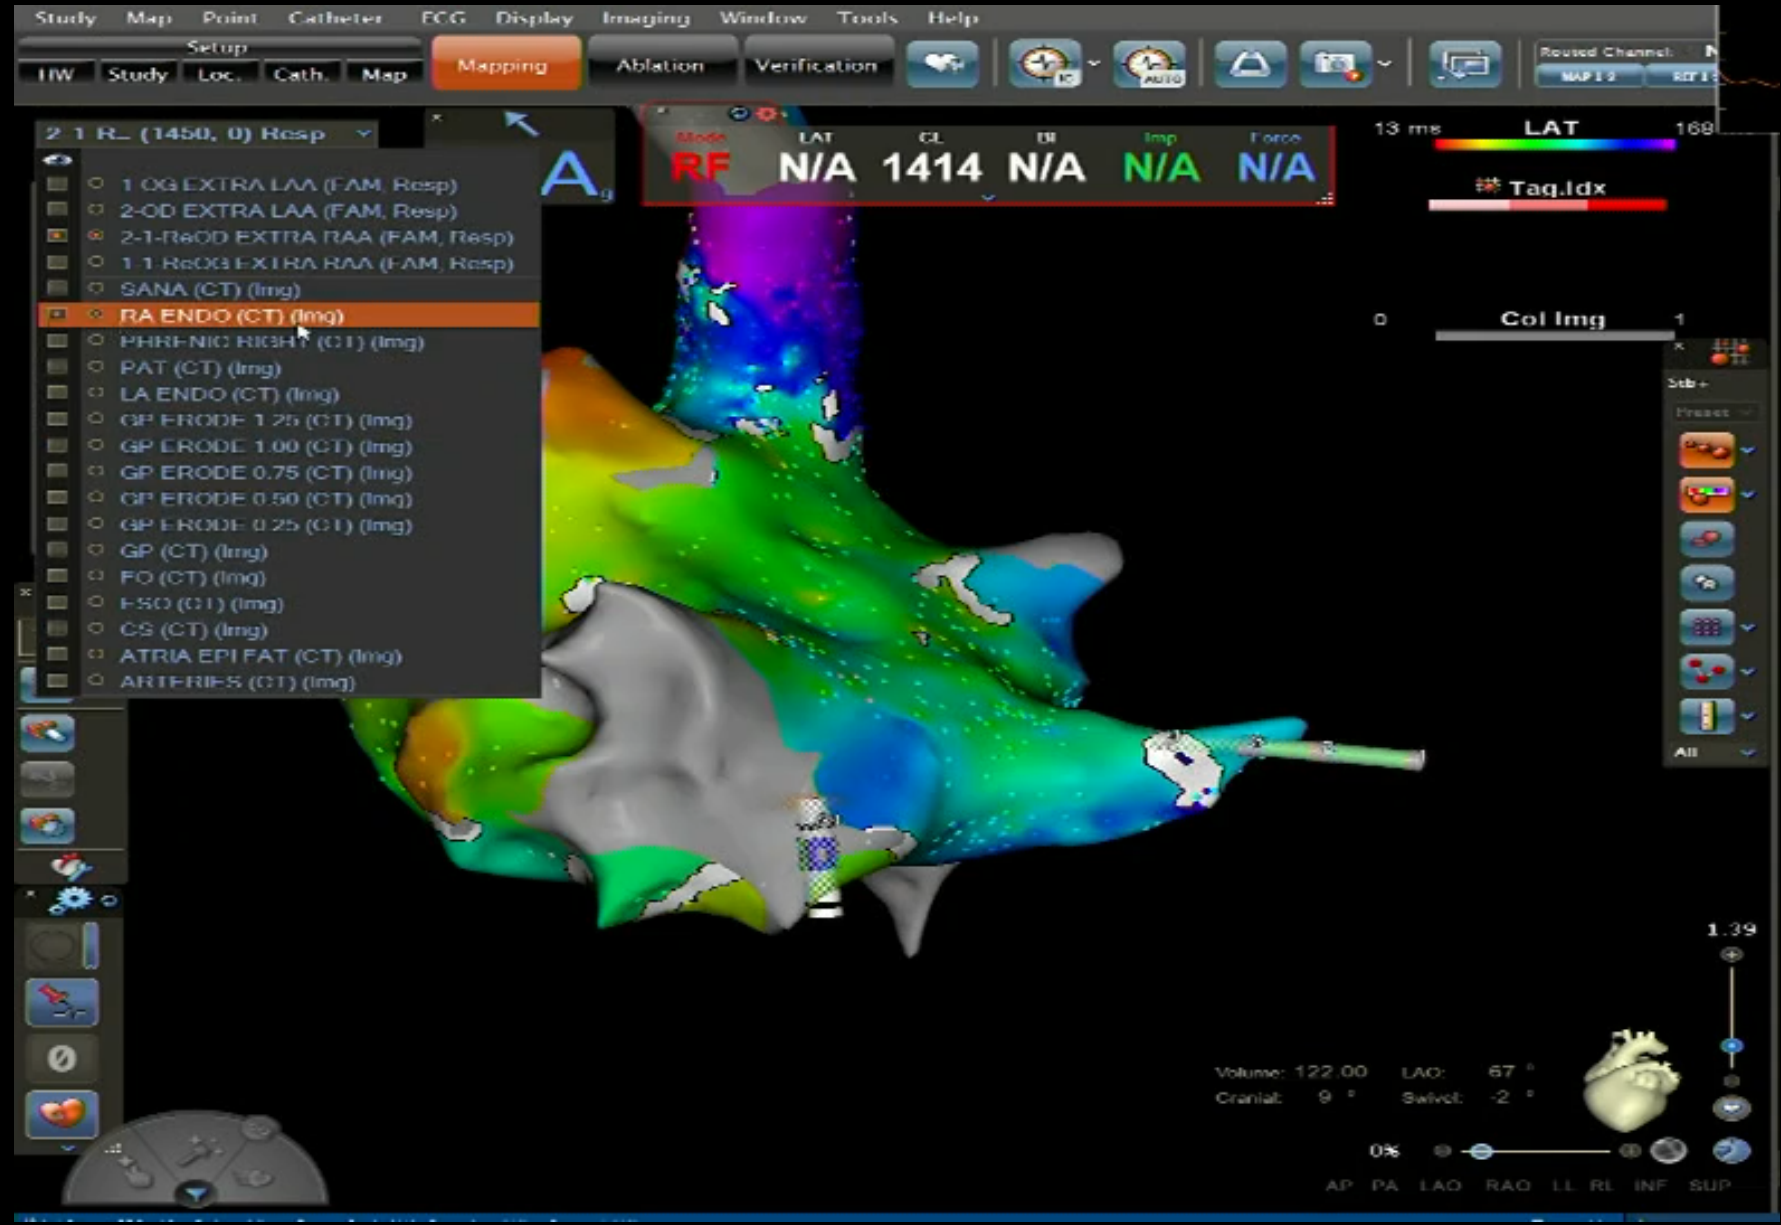 Study Map Point Catheter ECG Display Imaging Window Tools Help
Setup
HW Study Loc. Cath. Map
Mapping Ablation Verification
IC
AUTO
Routed Channel:
MAP 1-2
2-1-R... (1450, 0) Resp
A
Mode LAT CL BI Imp Force
RF N/A 1414 N/A N/A N/A
13 ms LAT 168
Tag.Idx
0 Col Img 1
1-OG EXTRA LAA (FAM, Resp)
2-OD EXTRA LAA (FAM, Resp)
2-1-ReOD EXTRA RAA (FAM, Resp)
1-1-ReOG EXTRA RAA (FAM, Resp)
SANA (CT) (Img)
RA ENDO (CT) (Img)
PHRENIC RIGHT (CT) (Img)
PAT (CT) (Img)
LA ENDO (CT) (Img)
GP ERODE 1.25 (CT) (Img)
GP ERODE 1.00 (CT) (Img)
GP ERODE 0.75 (CT) (Img)
GP ERODE 0.50 (CT) (Img)
GP ERODE 0.25 (CT) (Img)
GP (CT) (Img)
FO (CT) (Img)
ESO (CT) (Img)
CS (CT) (Img)
ATRIA EPI FAT (CT) (Img)
ARTERIES (CT) (Img)
Preset
All
1.39
Volume: 122.00 LAO: 67 °
Cranial: 9 ° Swivel: -2 °
0%
AP PA LAO RAO LL RL INF SUP